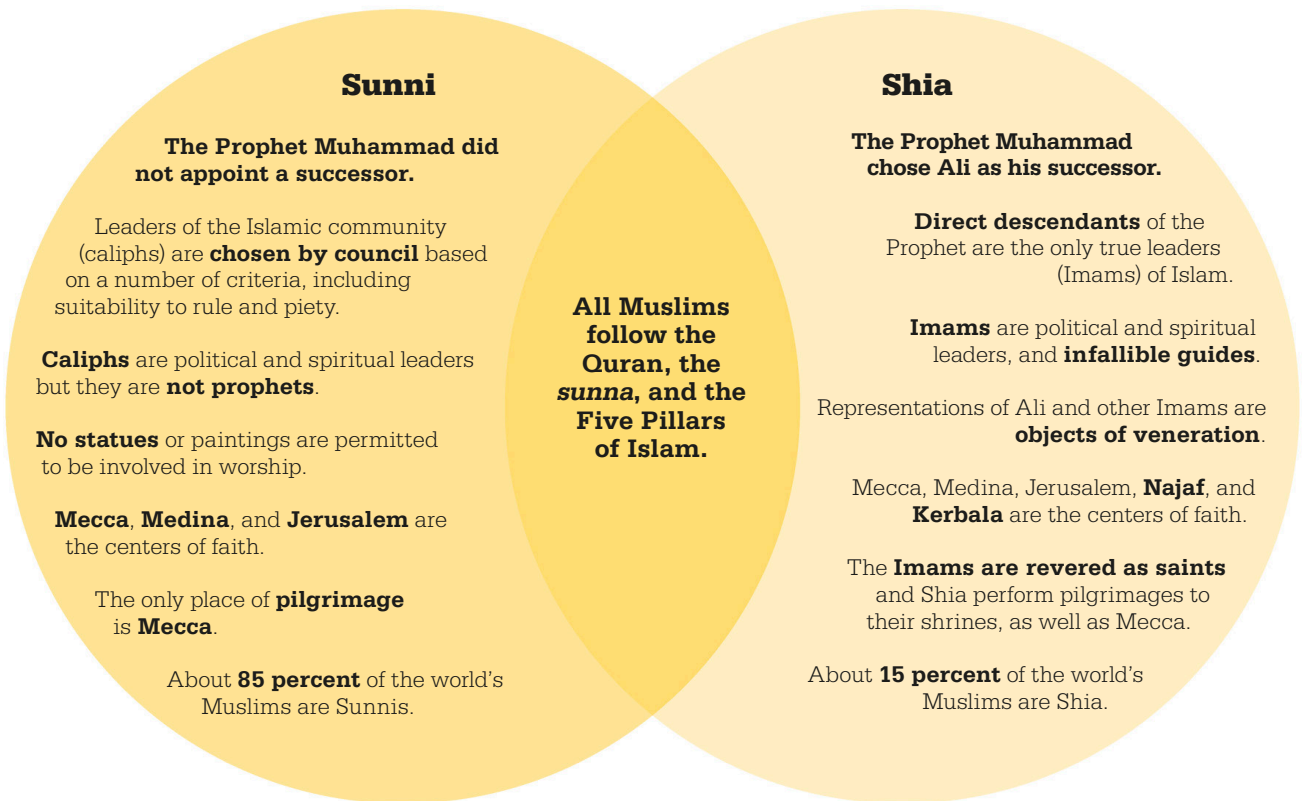 Sunni
The Prophet Muhammad did
not appoint a successor.
Leaders of the Islamic community
(caliphs) are chosen by council based
on a number of criteria, including
suitability to rule and piety.
Caliphs are political and spiritual leaders
but they are not prophets.
No statues or paintings are permitted
to be involved in worship.
Mecca, Medina, and Jerusalem are
the centers of faith.
The only place of pilgrimage
is Mecca.
About 85 percent of the world's
Muslims are Sunnis.
All Muslims
follow the
Quran, the
sunna, and the
Five Pillars
of Islam.
Shia
The Prophet Muhammad
chose Ali as his successor.
Direct descendants of the
Prophet are the only true leaders
(Imams) of Islam.
Imams are political and spiritual
leaders, and infallible guides.
Representations of Ali and other Imams are
objects of veneration.
Mecca, Medina, Jerusalem, Najaf, and
Kerbala are the centers of faith.
The Imams are revered as saints
and Shia perform pilgrimages to
their shrines, as well as Mecca.
About 15 percent of the world's
Muslims are Shia.